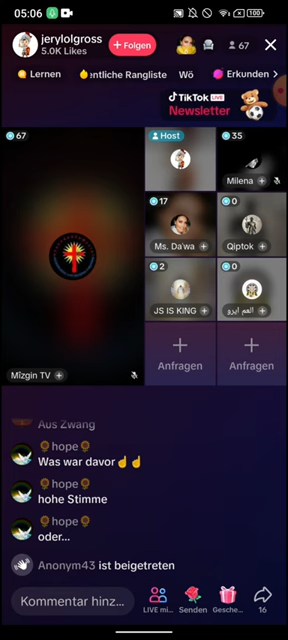 05:06
100
jerylolgross
5.0K Likes
+ Folgen
67
Lernen
entliche Rangliste
Wö
Erkunden
TikTok LIVE
Newsletter
67
Host
35
Milena
17
Ms. Da'wa
0
Qiptok
2
JS IS KING
0
العم ايرو
Mîzgin TV
Anfragen
Anfragen
Aus Zwang
🌻hope🌻
Was war davor☝️☝️
🌻hope🌻
hohe Stimme
🌻hope🌻
oder...
Anonym43 ist beigetreten
Kommentar hinz...
LIVE mi...
Senden
Gesche...
16